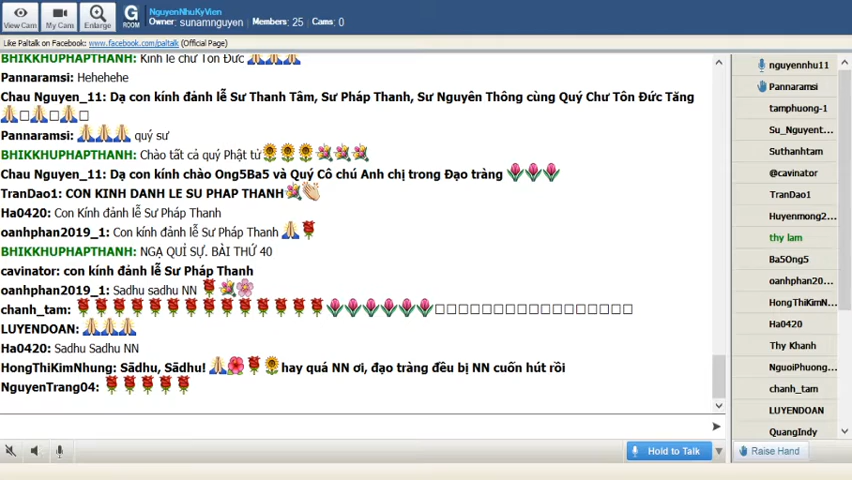 NguyenNhuKyVien
Owner: sunamnguyen Members: 25 Cams: 0
View Cam My Cam Enlarge G ROOM
Like Paltalk on Facebook: www.facebook.com/paltalk (Official Page)
BHIKKHUPHAPTHANH: Kính lễ chư Tôn Đức
Pannaramsi: Hehehehe
Chau Nguyen_11: Dạ con kính đảnh lễ Sư Thanh Tâm, Sư Pháp Thanh, Sư Nguyên Thông cùng Quý Chư Tôn Đức Tăng
Pannaramsi: quý sư
BHIKKHUPHAPTHANH: Chào tất cả quý Phật tử
Chau Nguyen_11: Dạ con kính chào Ong5Ba5 và Quý Cô chú Anh chị trong Đạo tràng
TranDao1: CON KINH DANH LE SU PHAP THANH
Ha0420: Con Kính đảnh lễ Sư Pháp Thanh
oanhphan2019_1: Con kính đảnh lễ Sư Pháp Thanh
BHIKKHUPHAPTHANH: NGẠ QUỈ SỰ. BÀI THỨ 40
cavinator: con kính đảnh lễ Sư Pháp Thanh
oanhphan2019_1: Sadhu sadhu NN
chanh_tam:
LUYENDOAN:
Ha0420: Sadhu Sadhu NN
HongThiKimNhung: Sādhu, Sādhu! hay quá NN ơi, đạo tràng đều bị NN cuốn hút rồi
NguyenTrang04:
Hold to Talk
nguyennhu11
Pannaramsi
tamphuong-1
Su_Nguyent...
Suthanhtam
@cavinator
TranDao1
Huyenmong2...
thy lam
Ba5Ong5
oanhphan20...
HongThiKimN...
Ha0420
Thy Khanh
NguoiPhuong...
chanh_tam
LUYENDOAN
QuangIndy
Raise Hand